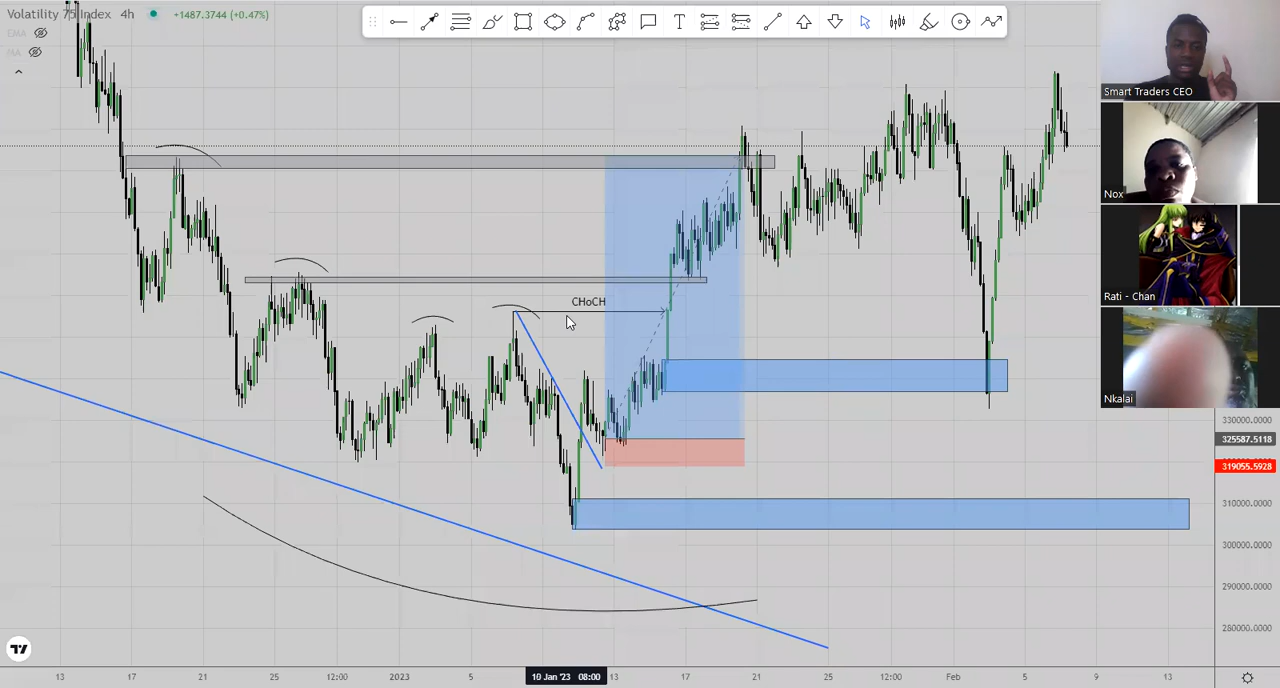 Volatility 75 Index 4h +1487.3744 (+0.47%)
EMA
MA
T
CHoCH
Smart Traders CEO
Nox
Rati - Chan
Nkalai
330000.0000
325587.5118
319055.5928
310000.0000
300000.0000
290000.0000
280000.0000
13 17 21 12:00 2023 5 10 Jan '23 08:00 13 17 21 25 12:00 Feb 5 9 13